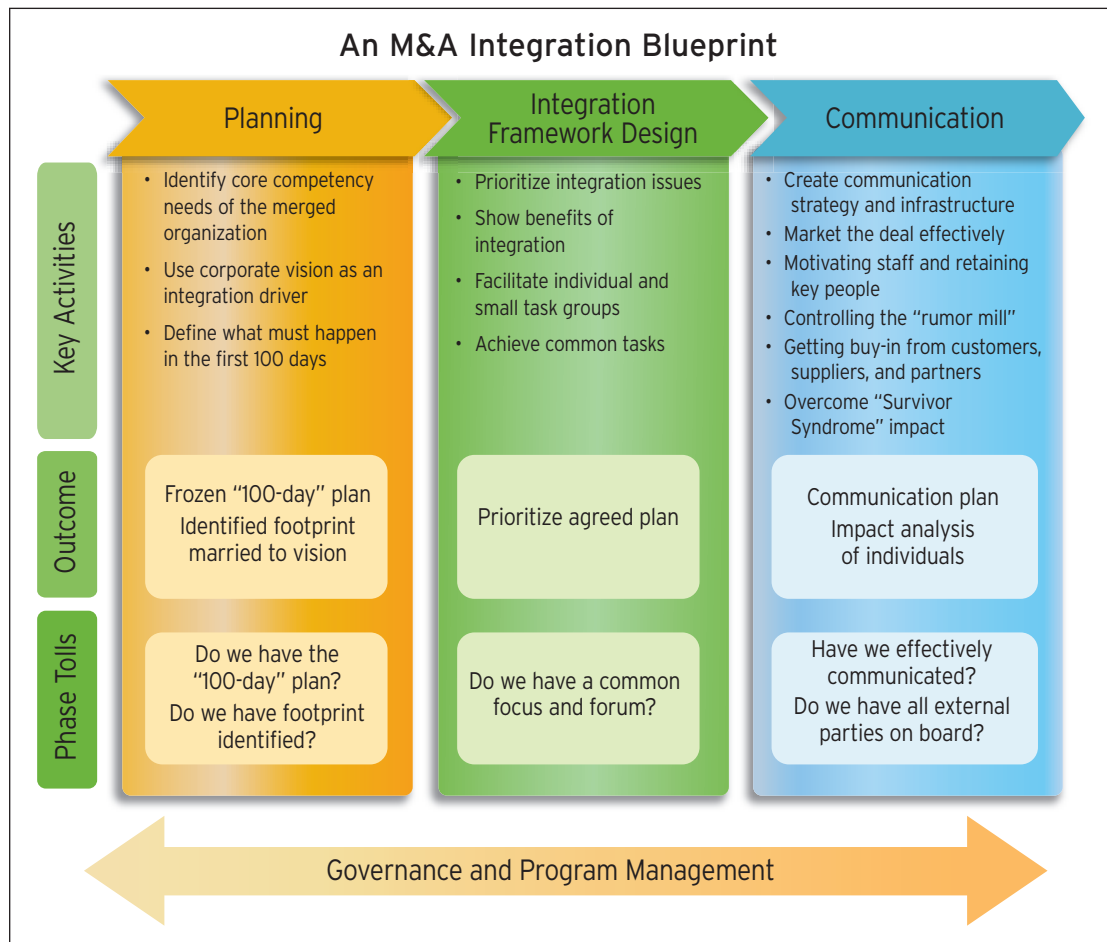 An M&A Integration Blueprint
Planning
Integration
Framework Design
Communication
Key Activities
• Identify core competency
needs of the merged
organization
• Use corporate vision as an
integration driver
• Define what must happen
in the first 100 days
• Prioritize integration issues
• Show benefits of
integration
• Facilitate individual and
small task groups
• Achieve common tasks
• Create communication
strategy and infrastructure
• Market the deal effectively
• Motivating staff and retaining
key people
• Controlling the “rumor mill”
• Getting buy-in from customers,
suppliers, and partners
• Overcome “Survivor
Syndrome” impact
Outcome
Frozen “100-day” plan
Identified footprint
married to vision
Prioritize agreed plan
Communication plan
Impact analysis
of individuals
Phase Tolls
Do we have the
“100-day” plan?
Do we have footprint
identified?
Do we have a common
focus and forum?
Have we effectively
communicated?
Do we have all external
parties on board?
Governance and Program Management